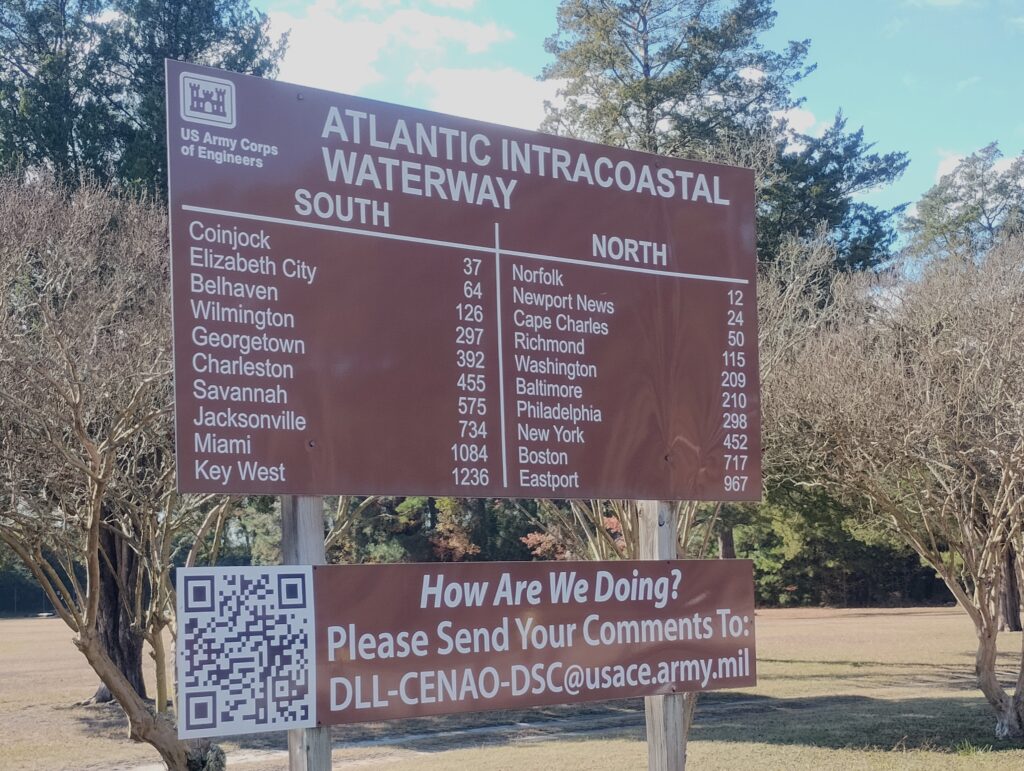 US Army Corps
of Engineers
ATLANTIC INTRACOASTAL
WATERWAY
SOUTH
Coinjock 37
Elizabeth City 64
Belhaven 126
Wilmington 297
Georgetown 392
Charleston 455
Savannah 575
Jacksonville 734
Miami 1084
Key West 1236
NORTH
Norfolk 12
Newport News 24
Cape Charles 50
Richmond 115
Washington 209
Baltimore 210
Philadelphia 298
New York 452
Boston 717
Eastport 967
How Are We Doing?
Please Send Your Comments To:
DLL-CENAO-DSC@usace.army.mil